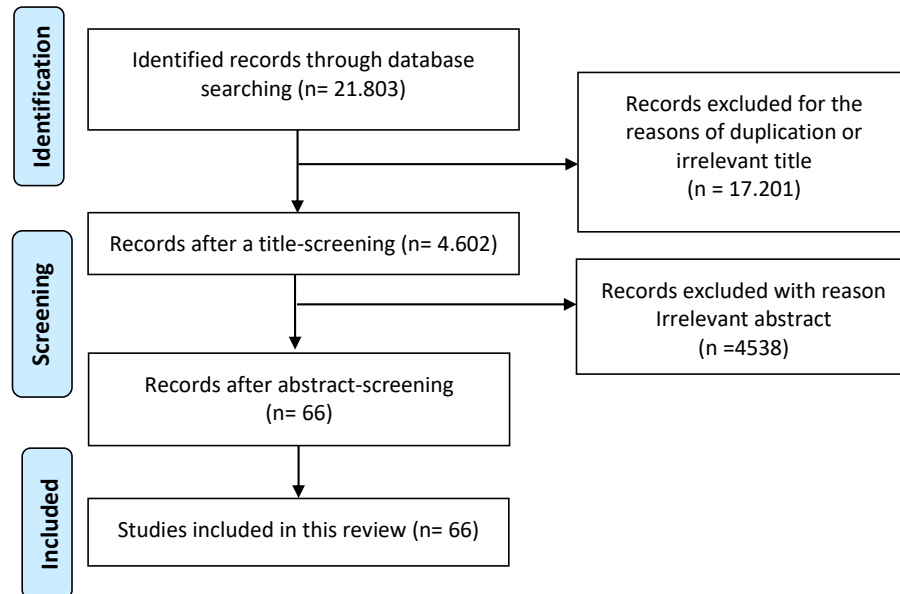 Identification
Identified records through database
searching (n= 21.803)
Records excluded for the
reasons of duplication or
irrelevant title
(n = 17.201)
Screening
Records after a title-screening (n= 4.602)
Records excluded with reason
Irrelevant abstract
(n =4538)
Records after abstract-screening
(n= 66)
Included
Studies included in this review (n= 66)